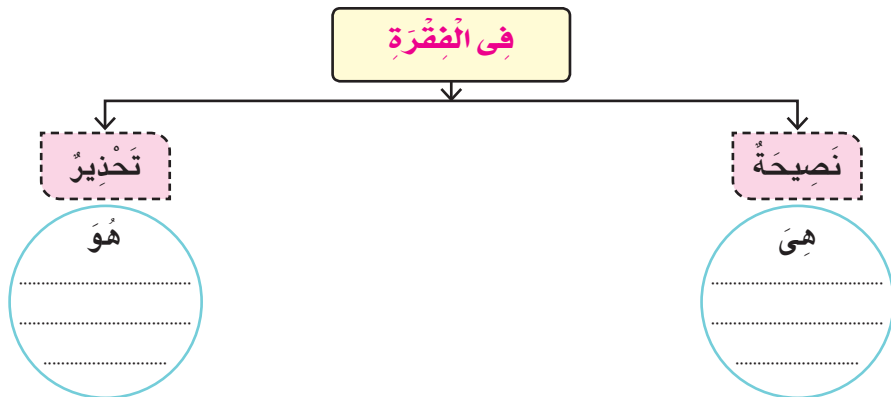 فِى الْفِقْرَةِ
نَصِيحَةٌ
تَحْذِيرٌ
هِىَ
هُوَ